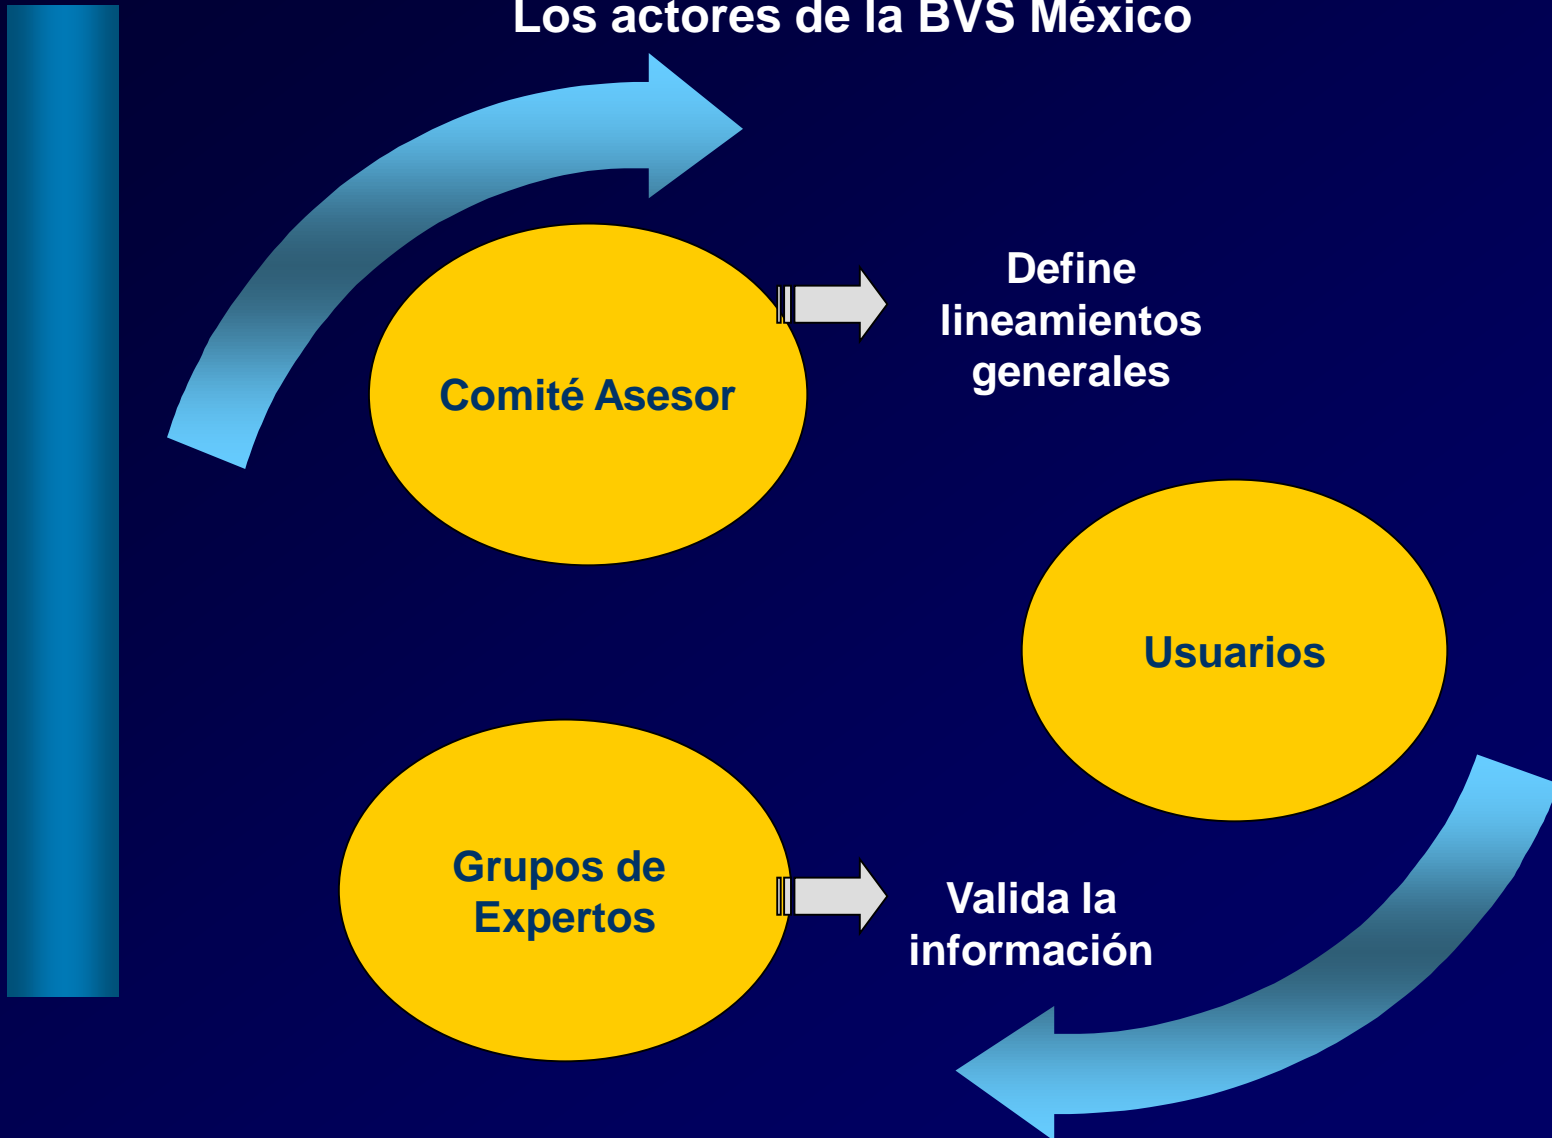 Los actores de la BVS México
Define
lineamientos
generales
Comité Asesor
Usuarios
Grupos de
Expertos
Valida la
información